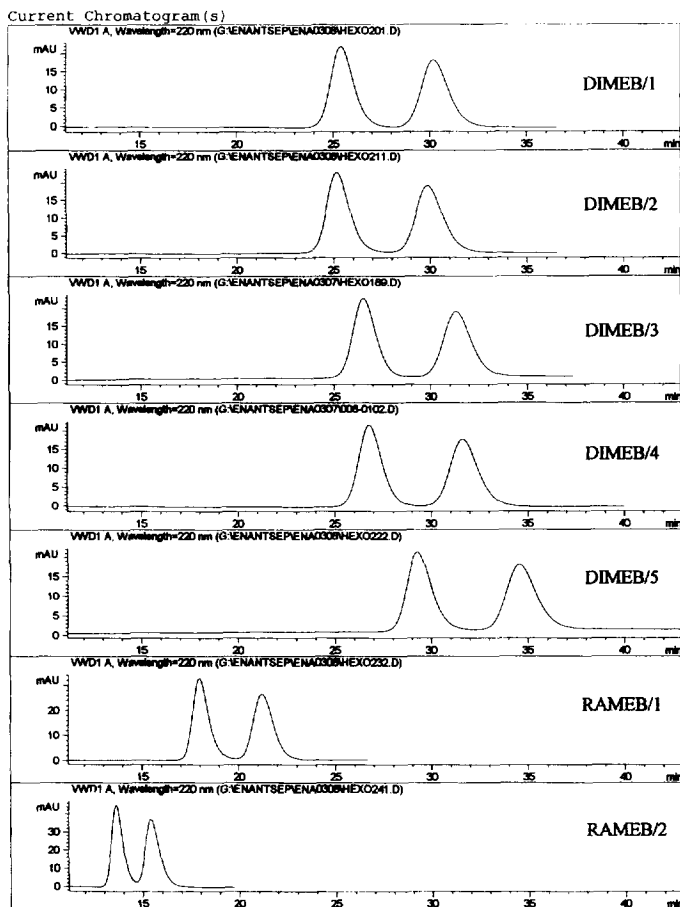 Current Chromatogram(s)
VWD1 A, Wavelength=220 nm (G:\ENANTSEP\ENA0308\HEXO201.D)
mAU
15
10
5
0
DIMEB/1
15 20 25 30 35 40 min
VWD1 A, Wavelength=220 nm (G:\ENANTSEP\ENA0308\HEXO211.D)
mAU
15
10
5
0
DIMEB/2
15 20 25 30 35 40 min
VWD1 A, Wavelength=220 nm (G:\ENANTSEP\ENA0307\HEXO189.D)
mAU
15
10
5
0
DIMEB/3
15 20 25 30 35 40 min
VWD1 A, Wavelength=220 nm (G:\ENANTSEP\ENA0307\008-0102.D)
mAU
15
10
5
0
DIMEB/4
15 20 25 30 35 40 min
VWD1 A, Wavelength=220 nm (G:\ENANTSEP\ENA0308\HEXO222.D)
mAU
15
10
5
0
DIMEB/5
15 20 25 30 35 40 min
VWD1 A, Wavelength=220 nm (G:\ENANTSEP\ENA0308\HEXO232.D)
mAU
20
10
0
RAMEB/1
15 20 25 30 35 40 min
VWD1 A, Wavelength=220 nm (G:\ENANTSEP\ENA0308\HEXO241.D)
mAU
30
20
10
0
RAMEB/2
15 20 25 30 35 40 min